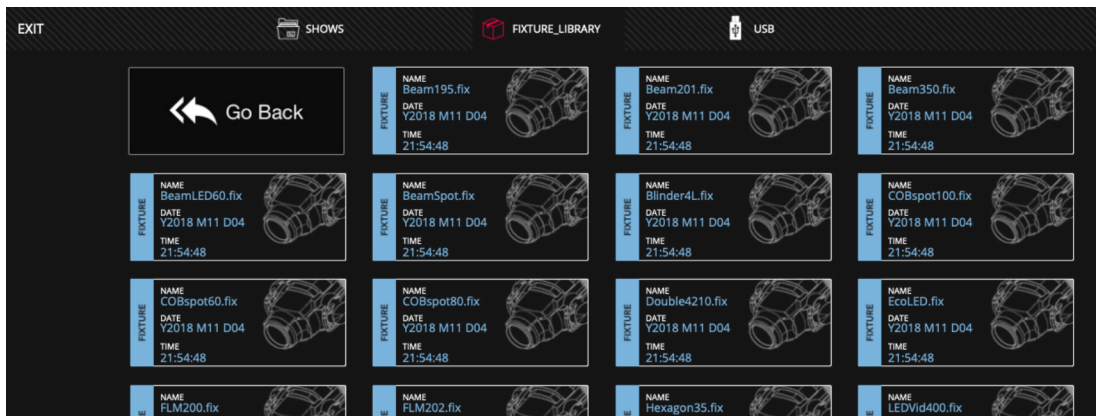 EXIT
SHOWS
FIXTURE_LIBRARY
USB
Go Back
FIXTURE
NAME
Beam195.fix
DATE
Y2018 M11 D04
TIME
21:54:48
FIXTURE
NAME
Beam201.fix
DATE
Y2018 M11 D04
TIME
21:54:48
FIXTURE
NAME
Beam350.fix
DATE
Y2018 M11 D04
TIME
21:54:48
FIXTURE
NAME
BeamLED60.fix
DATE
Y2018 M11 D04
TIME
21:54:48
FIXTURE
NAME
BeamSpot.fix
DATE
Y2018 M11 D04
TIME
21:54:48
FIXTURE
NAME
Blinder4L.fix
DATE
Y2018 M11 D04
TIME
21:54:48
FIXTURE
NAME
COBspot100.fix
DATE
Y2018 M11 D04
TIME
21:54:48
FIXTURE
NAME
COBspot60.fix
DATE
Y2018 M11 D04
TIME
21:54:48
FIXTURE
NAME
COBspot80.fix
DATE
Y2018 M11 D04
TIME
21:54:48
FIXTURE
NAME
Double4210.fix
DATE
Y2018 M11 D04
TIME
21:54:48
FIXTURE
NAME
EcoLED.fix
DATE
Y2018 M11 D04
TIME
21:54:48
NAME
FLM200.fix
NAME
FLM202.fix
NAME
Hexagon35.fix
NAME
LEDVid400.fix